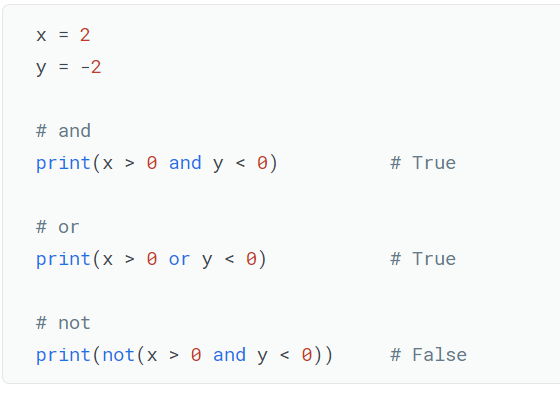 x = 2
y = -2
# and
print(x > 0 and y < 0)          # True
# or
print(x > 0 or y < 0)           # True
# not
print(not(x > 0 and y < 0))     # False